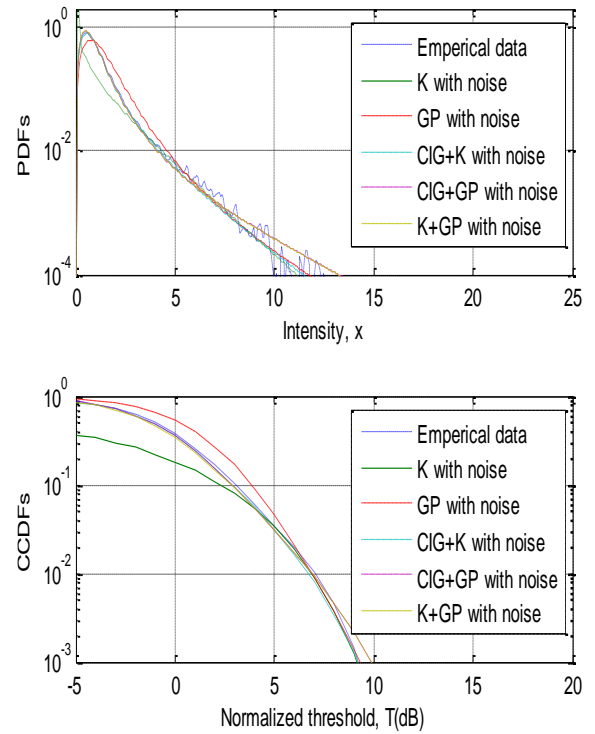 10^0
10^-2
10^-4
PDFs
0 5 10 15 20 25
Intensity, x
Emperical data
K with noise
GP with noise
CIG+K with noise
CIG+GP with noise
K+GP with noise
10^0
10^-1
10^-2
10^-3
CCDFs
-5 0 5 10 15 20
Normalized threshold, T(dB)
Emperical data
K with noise
GP with noise
CIG+K with noise
CIG+GP with noise
K+GP with noise